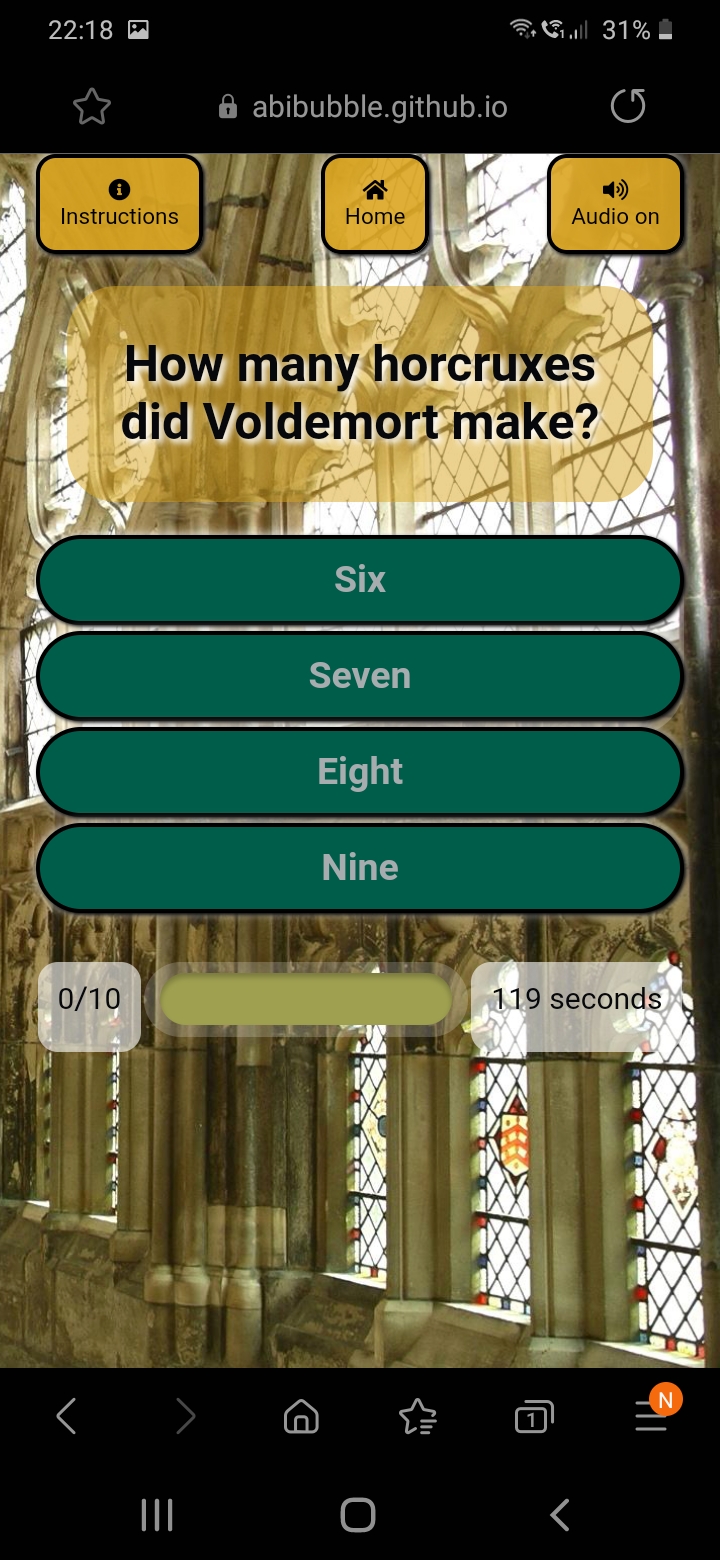 22:18 31%
abibubble.github.io
Instructions Home Audio on
How many horcruxes
did Voldemort make?
Six
Seven
Eight
Nine
0/10 119 seconds
1 N